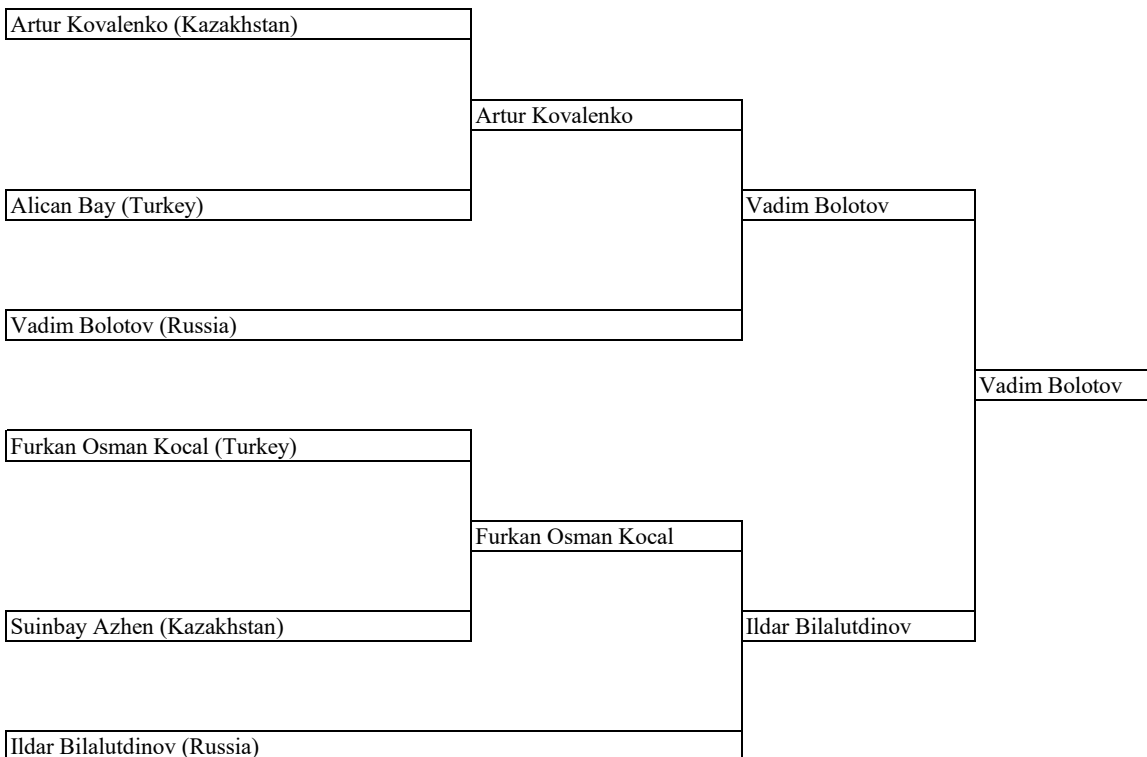 Artur Kovalenko (Kazakhstan)
Artur Kovalenko
Alican Bay (Turkey)
Vadim Bolotov
Vadim Bolotov (Russia)
Vadim Bolotov
Furkan Osman Kocal (Turkey)
Furkan Osman Kocal
Suinbay Azhen (Kazakhstan)
Ildar Bilalutdinov
Ildar Bilalutdinov (Russia)